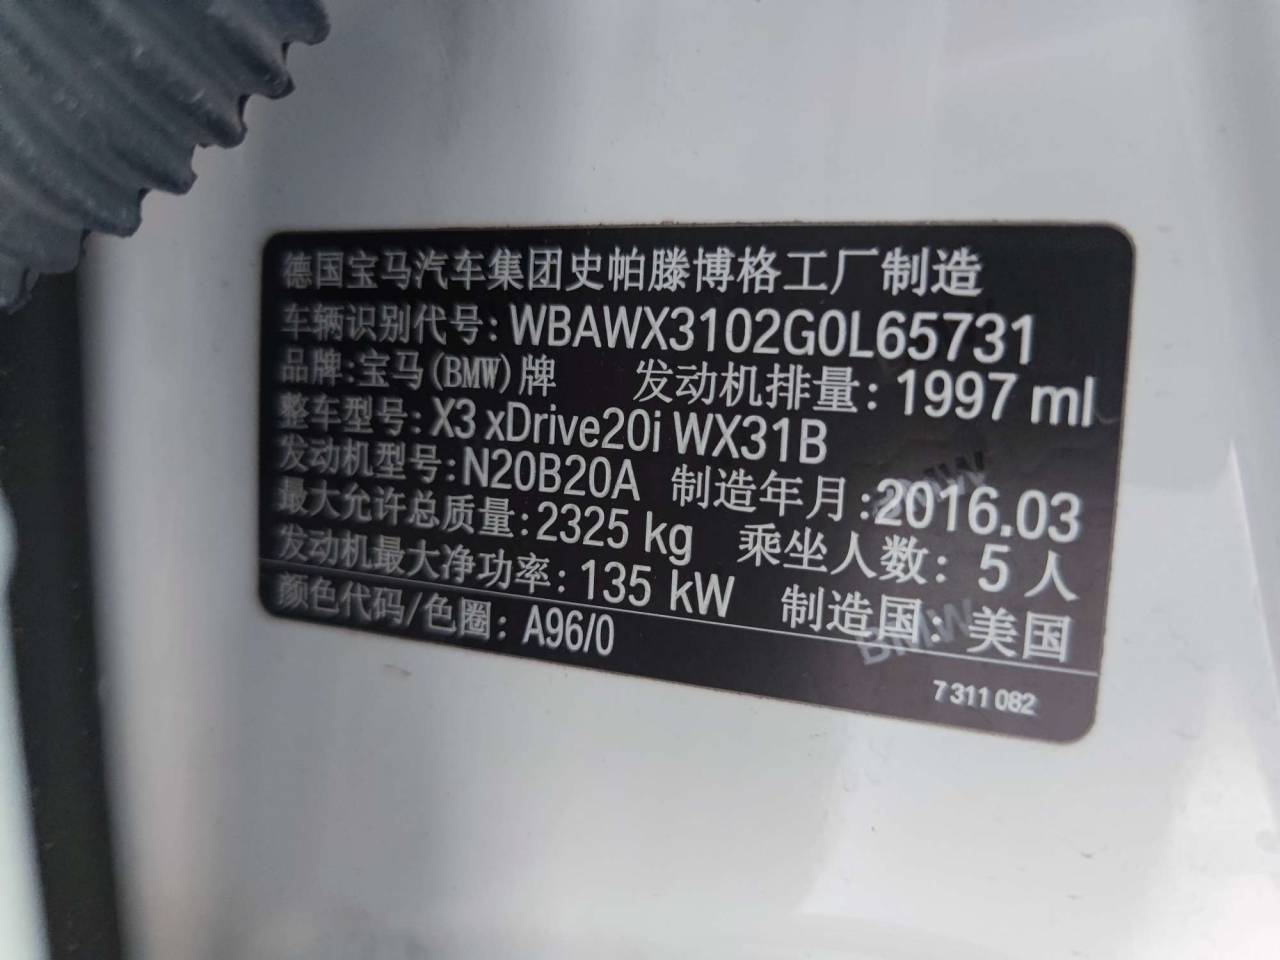 德国宝马汽车集团史帕滕博格工厂制造
车辆识别代号: WBAWX3102G0L65731
品牌:宝马(BMW)牌 发动机排量: 1997 ml
整车型号: X3 xDrive20i WX31B
发动机型号: N20B20A 制造年月:2016.03
最大允许总质量: 2325 kg 乘坐人数: 5 人
发动机最大净功率: 135 kW 制造国: 美国
颜色代码/色圈: A96/0
7 311 082
BMW
BMW